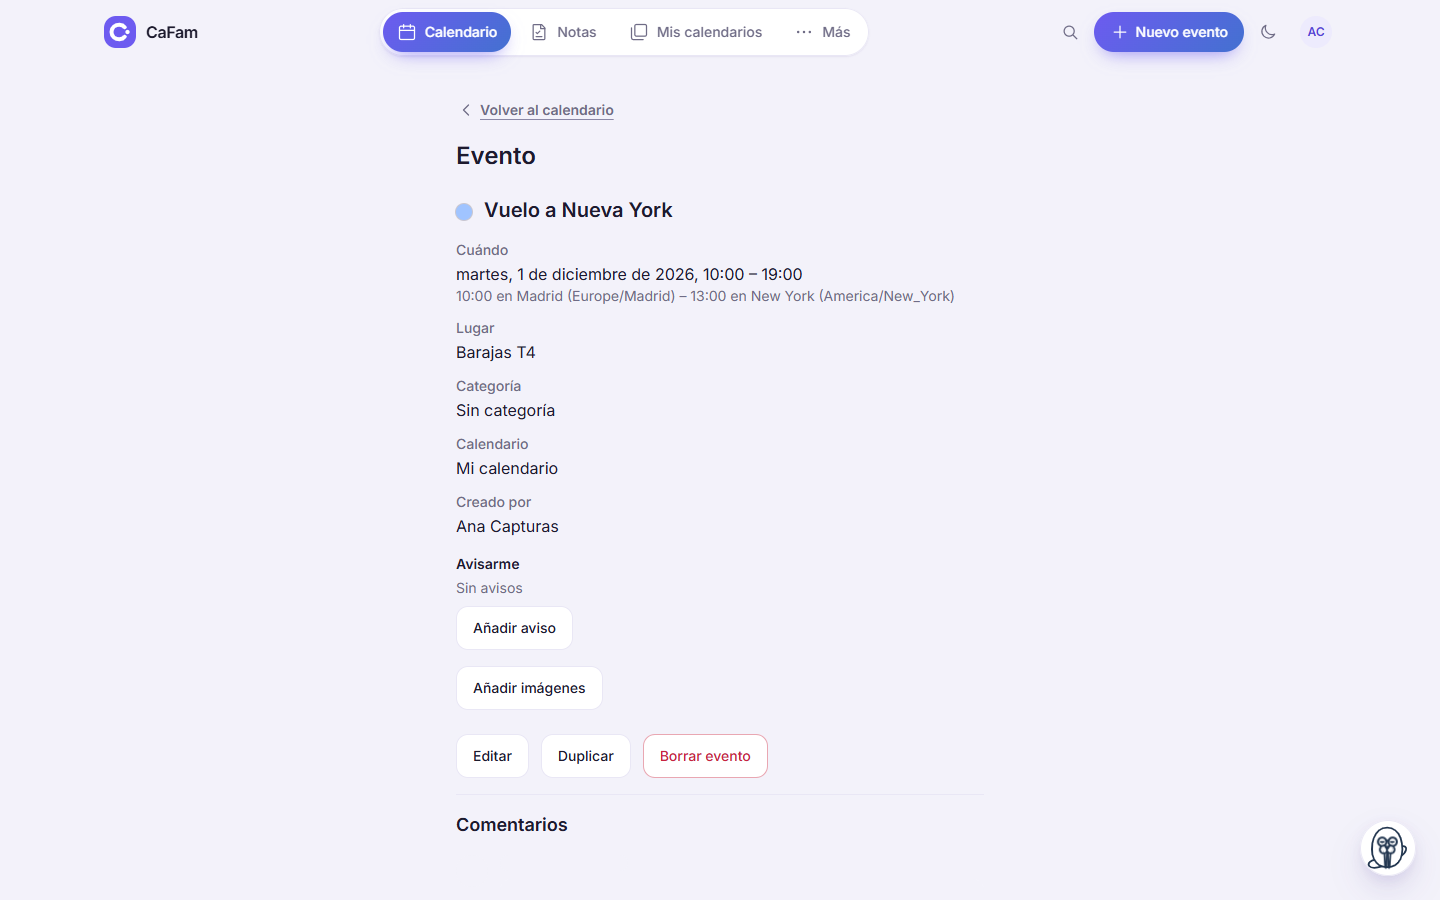 CaFam
Calendario
Notas
Mis calendarios
Más
Nuevo evento
AC
Volver al calendario
Evento
Vuelo a Nueva York
Cuándo
martes, 1 de diciembre de 2026, 10:00 – 19:00
10:00 en Madrid (Europe/Madrid) – 13:00 en New York (America/New_York)
Lugar
Barajas T4
Categoría
Sin categoría
Calendario
Mi calendario
Creado por
Ana Capturas
Avisarme
Sin avisos
Añadir aviso
Añadir imágenes
Editar
Duplicar
Borrar evento
Comentarios